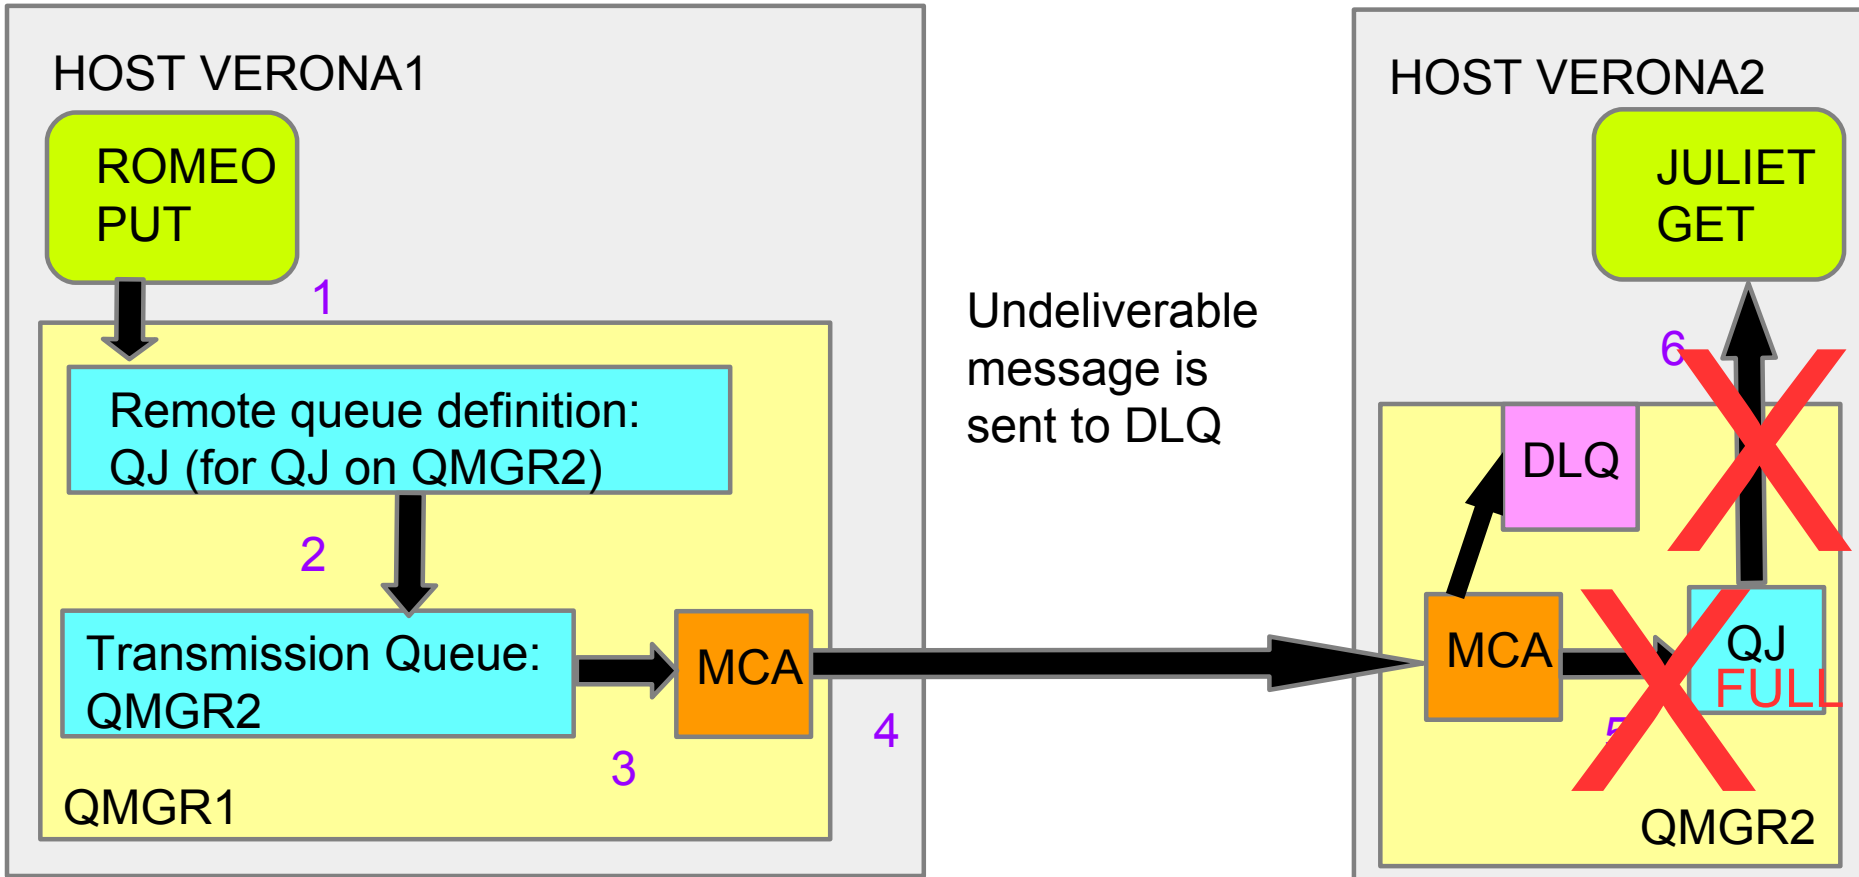 HOST VERONA1
ROMEO
PUT
1
Remote queue definition:
QJ (for QJ on QMGR2)
2
Transmission Queue:
QMGR2
3
MCA
QMGR1
4
Undeliverable
message is
sent to DLQ
HOST VERONA2
JULIET
GET
6
DLQ
MCA
5
QJ
FULL
QMGR2